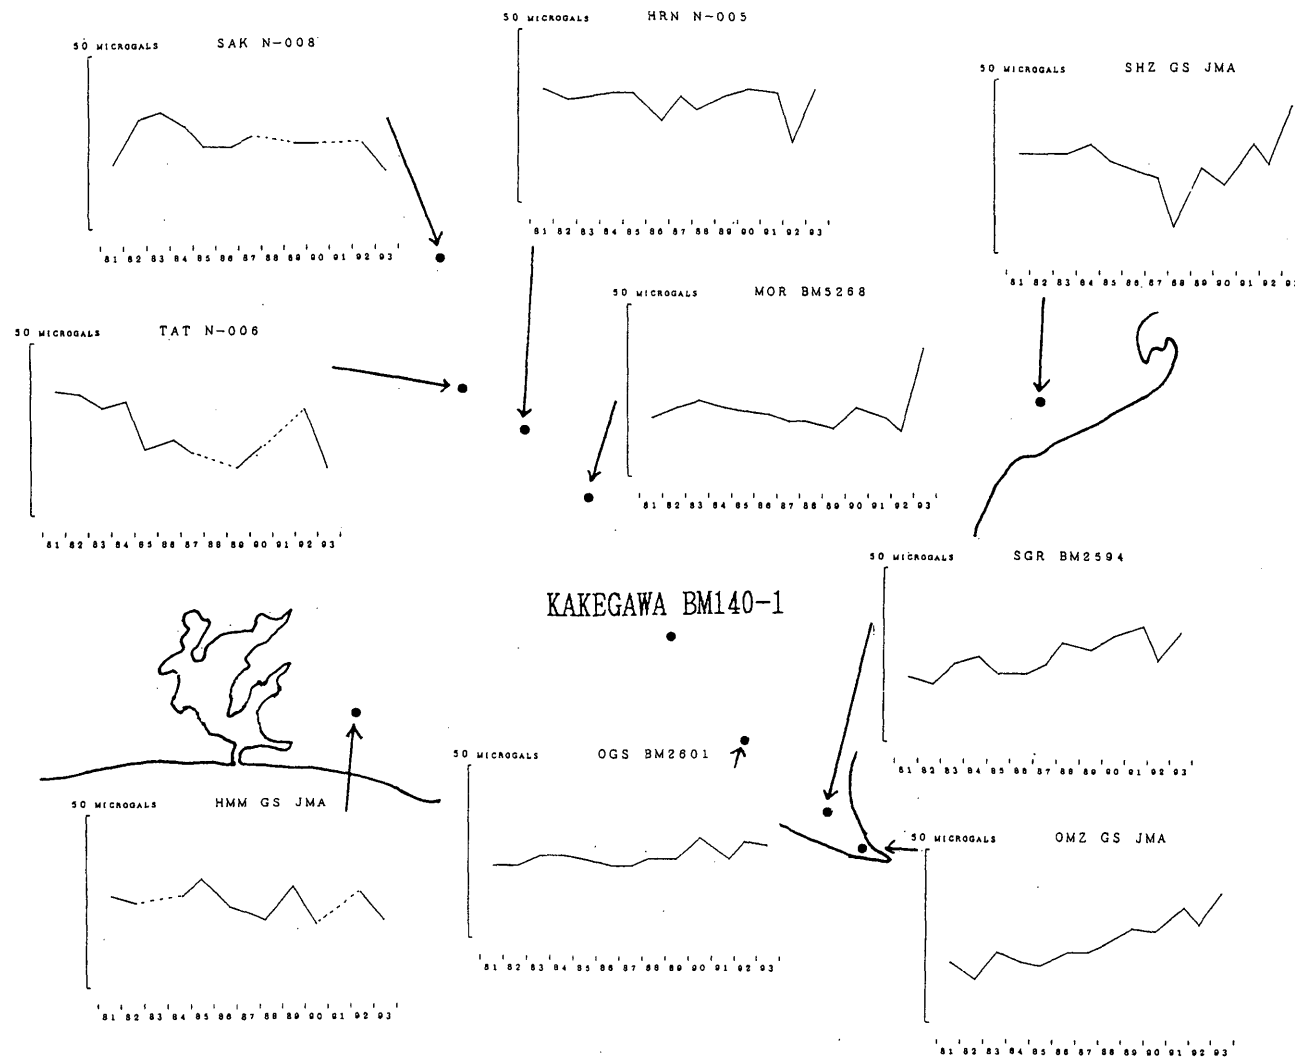 50 MICROGALS HRN N-005
50 MICROGALS SAK N-008
50 MICROGALS SHZ GS JMA
81 82 83 84 85 86 87 88 89 90 91 92 93
81 82 83 84 85 86 87 88 89 90 91 92 93
81 82 83 84 85 86 87 88 89 90 91 92
50 MICROGALS MOR BM5268
50 MICROGALS TAT N-006
81 82 83 84 85 86 87 88 89 90 91 92 93
81 82 83 84 85 86 87 88 89 90 91 92 93
50 MICROGALS SGR BM2594
KAKEGAWA BM140-1
50 MICROGALS OGS BM2601
81 82 83 84 85 86 87 88 89 90 91 92 93
50 MICROGALS HMM GS JMA
50 MICROGALS OMZ GS JMA
81 82 83 84 85 86 87 88 89 90 91 92 93
81 82 83 84 85 86 87 88 89 90 91 92 93
81 82 83 84 85 86 87 88 89 90 91 92 93